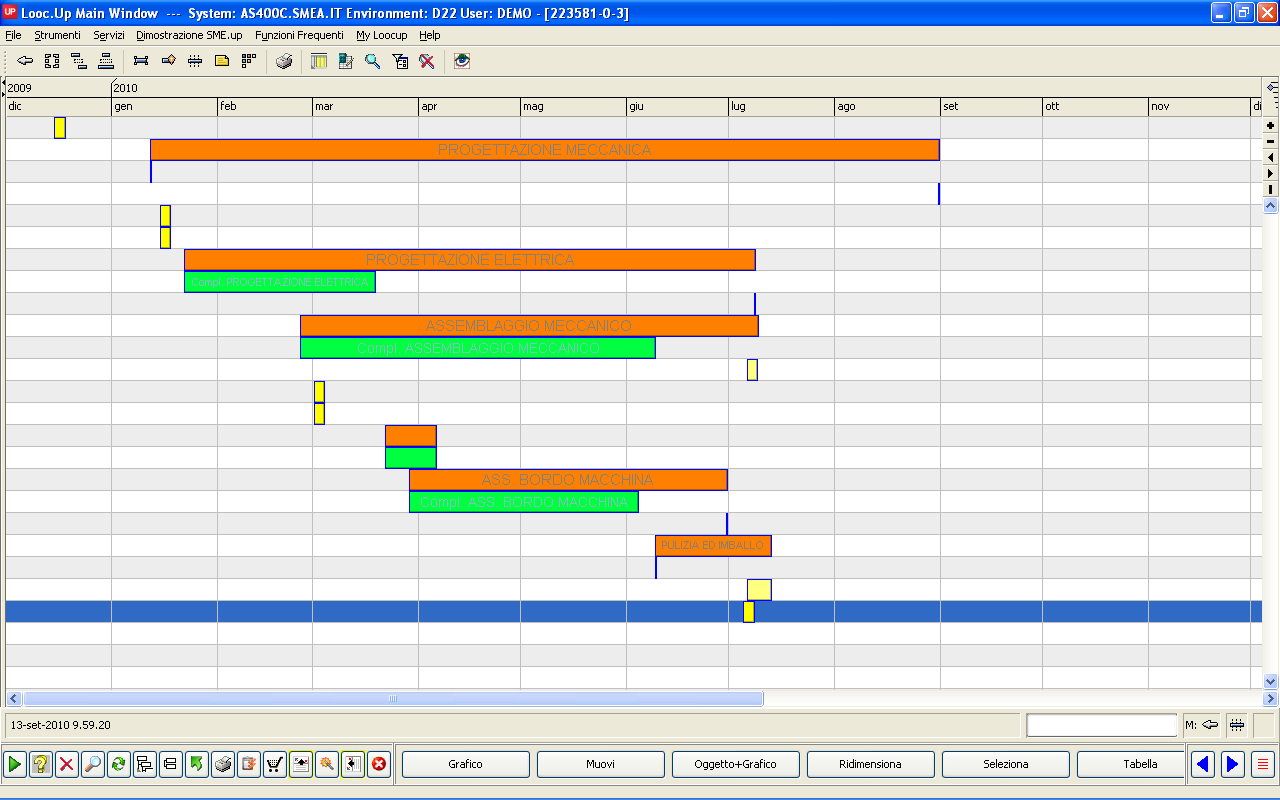 UP Looc.Up Main Window --- System: AS400C.SMEA.IT Environment: D22 User: DEMO - [223581-0-3]
File Strumenti Servizi Dimostrazione SME.up Funzioni Frequenti My Loocup Help
2009 2010
dic gen feb mar apr mag giu lug ago set ott nov di
PROGETTAZIONE MECCANICA
PROGETTAZIONE ELETTRICA
Compl. PROGETTAZIONE ELETTRICA
ASSEMBLAGGIO MECCANICO
Compl. ASSEMBLAGGIO MECCANICO
ASS. BORDO MACCHINA
Compl. ASS. BORDO MACCHINA
PULIZIA ED IMBALLO
13-set-2010 9.59.20 M:
Grafico Muovi Oggetto+Grafico Ridimensiona Seleziona Tabella